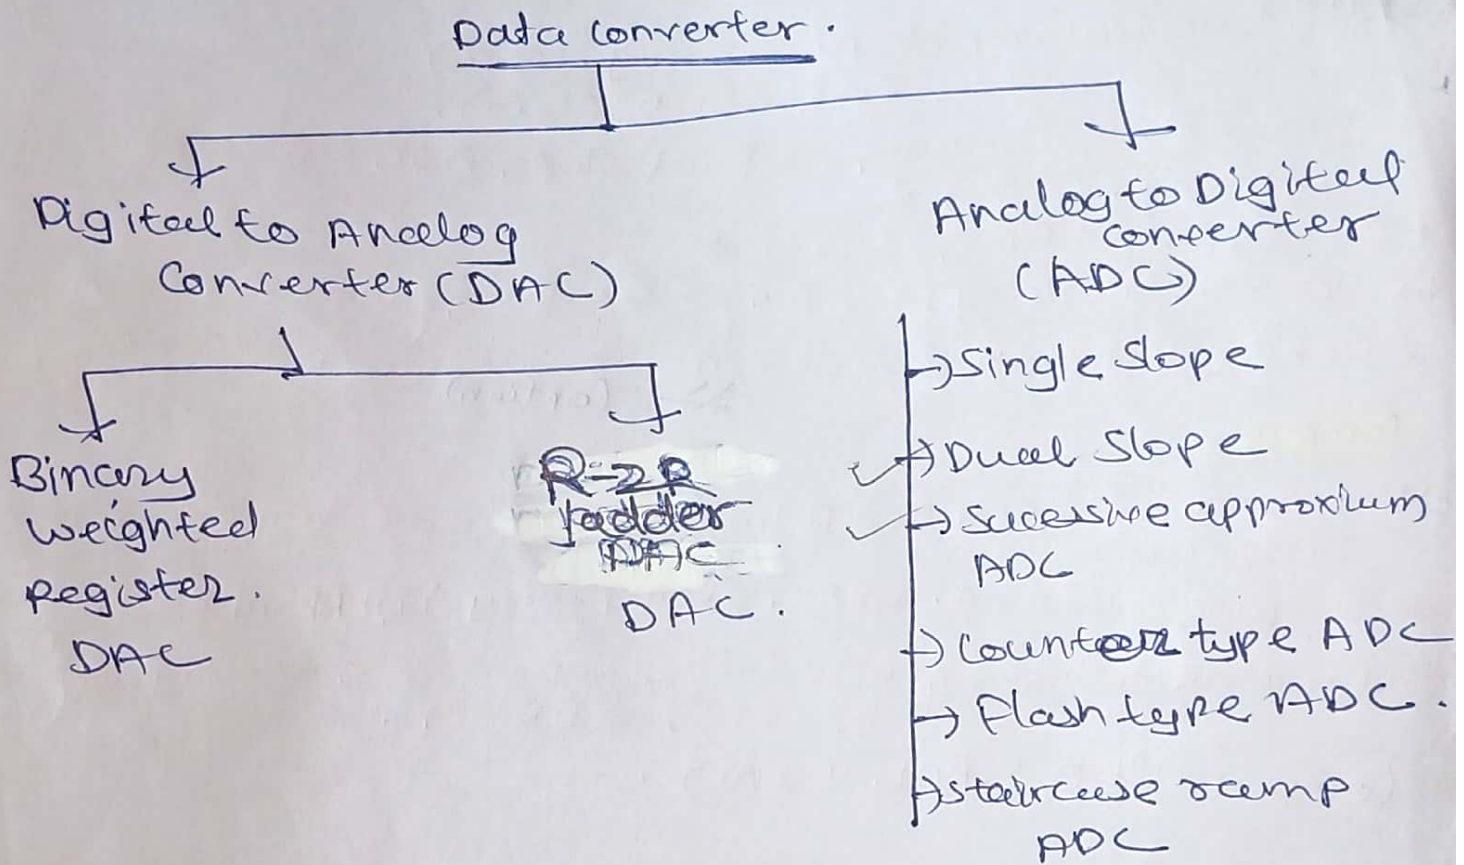 Data converter.
Digital to Analog
Converter (DAC)
Analog to Digital
converter
(ADC)
Binary
weighted
Register.
DAC
R-2R
ladder
DAC
DAC.
→ Single slope
→ Dual Slope
→ Sucessive approxium
ADC
→ Counter type ADC
→ Flash type ADC.
→ staircase ramp
ADC